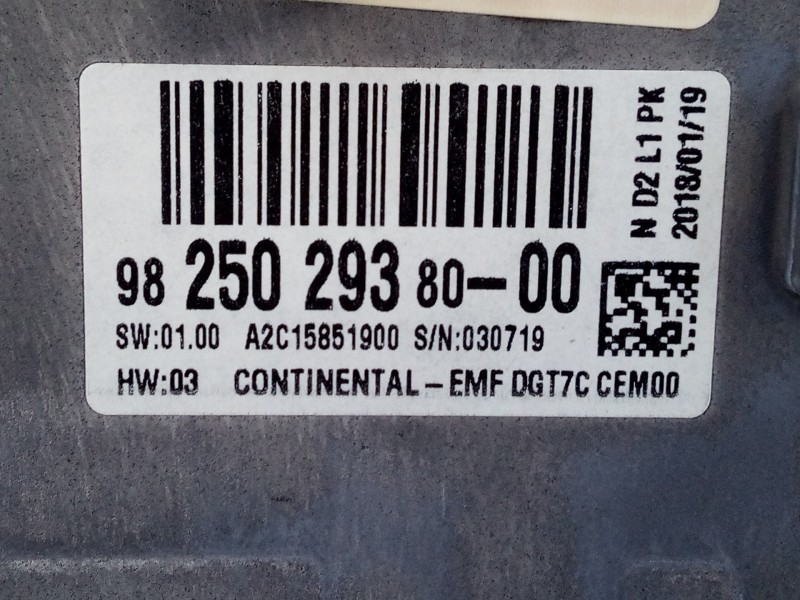 98 250 293 80-00
SW:01.00 A2C15851900 S/N:030719
HW:03 CONTINENTAL-EMF DGT7C CEM00
N D2 L1 PK
2018/01/19